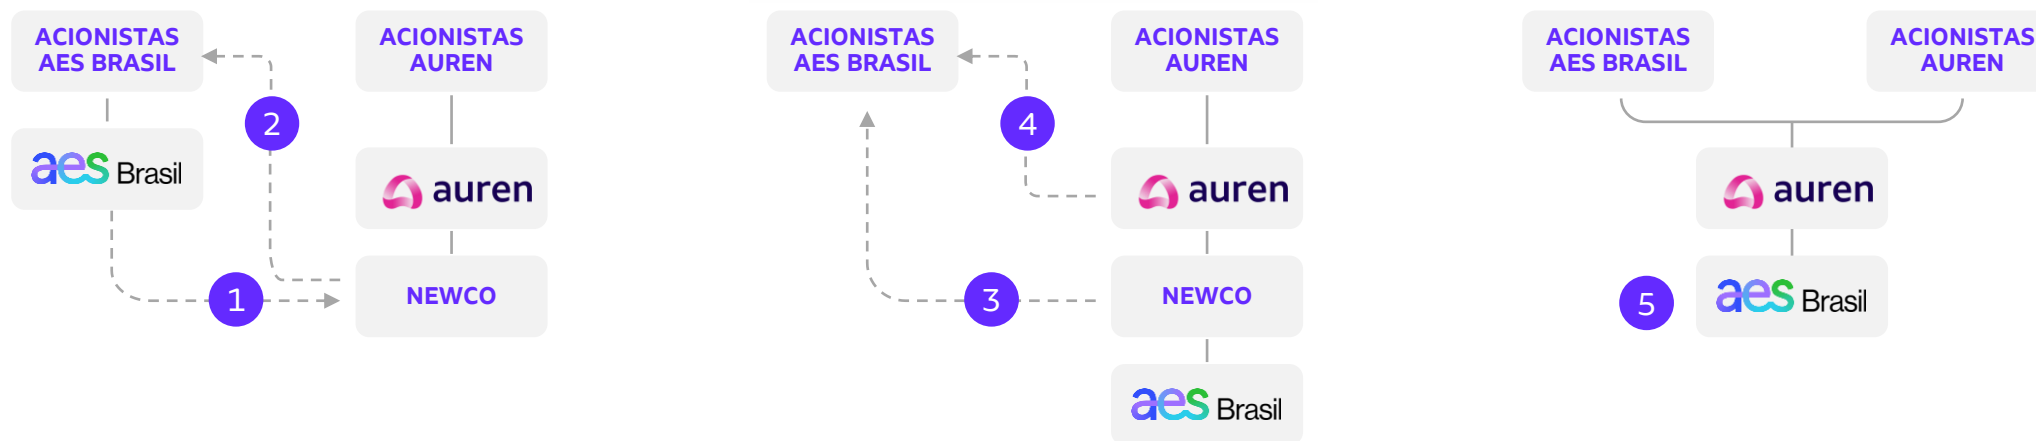 ACIONISTAS
AES BRASIL
ACIONISTAS
AUREN
2
aes Brasil
auren
1
NEWCO
ACIONISTAS
AES BRASIL
ACIONISTAS
AUREN
4
auren
3
NEWCO
aes Brasil
ACIONISTAS
AES BRASIL
ACIONISTAS
AUREN
auren
5
aes Brasil